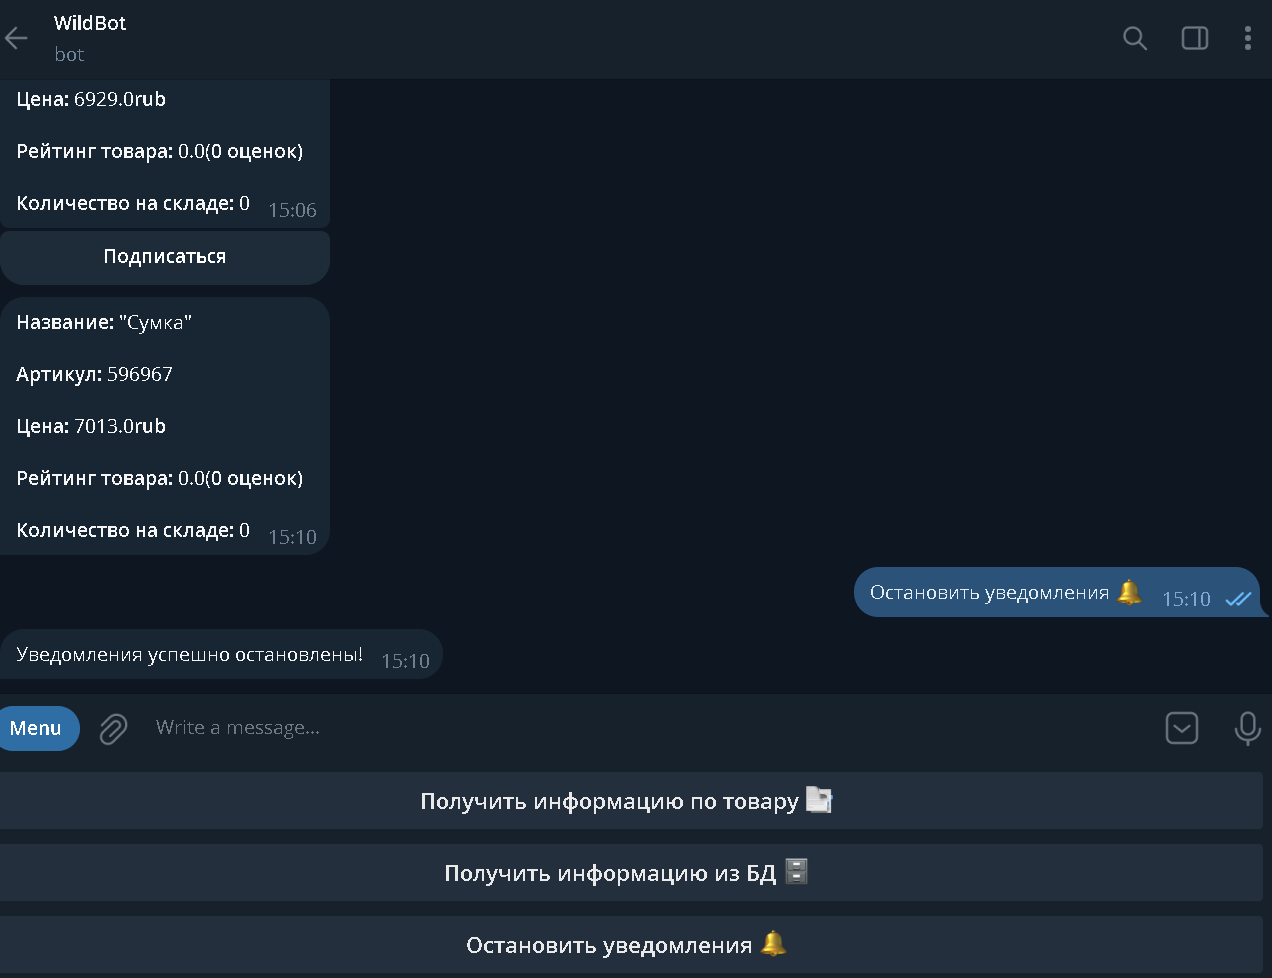 WildBot
bot
Цена: 6929.0rub
Рейтинг товара: 0.0(0 оценок)
Количество на складе: 0 15:06
Подписаться
Название: "Сумка"
Артикул: 596967
Цена: 7013.0rub
Рейтинг товара: 0.0(0 оценок)
Количество на складе: 0 15:10
Остановить уведомления 🔔 15:10
Уведомления успешно остановлены! 15:10
Menu Write a message...
Получить информацию по товару
Получить информацию из БД 🗄
Остановить уведомления 🔔